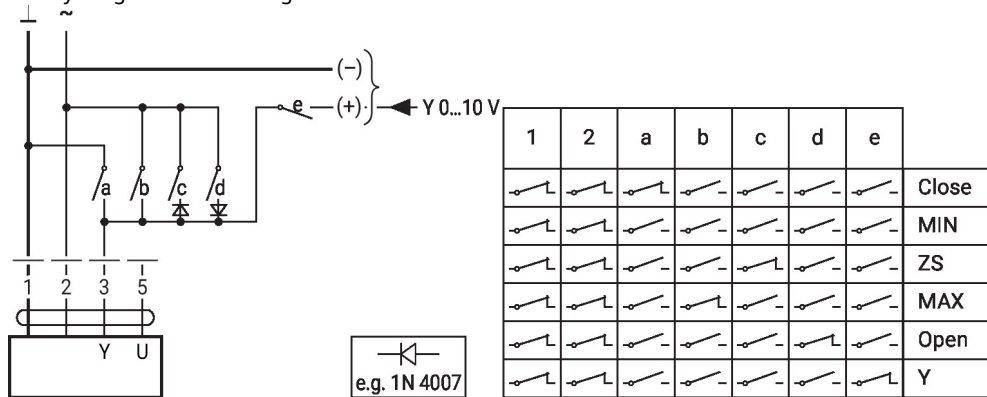 ⊥ ~
(–)
e (+) Y 0...10 V
a b c d
1 2 3 5
Y U
e.g. 1N 4007
1 2 a b c d e
Close
MIN
ZS
MAX
Open
Y